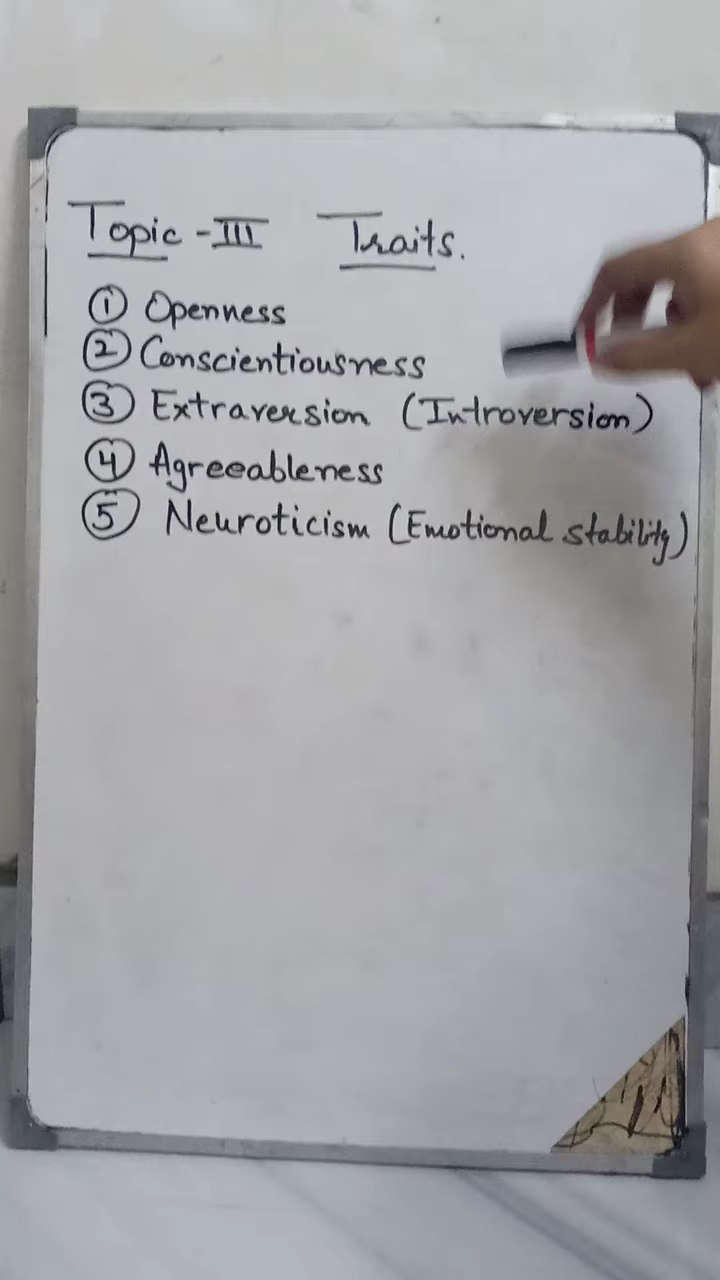 Topic - III Traits.
① Openness
② Conscientiousness
③ Extraversion (Introversion)
④ Agreeableness
⑤ Neuroticism (Emotional stability)